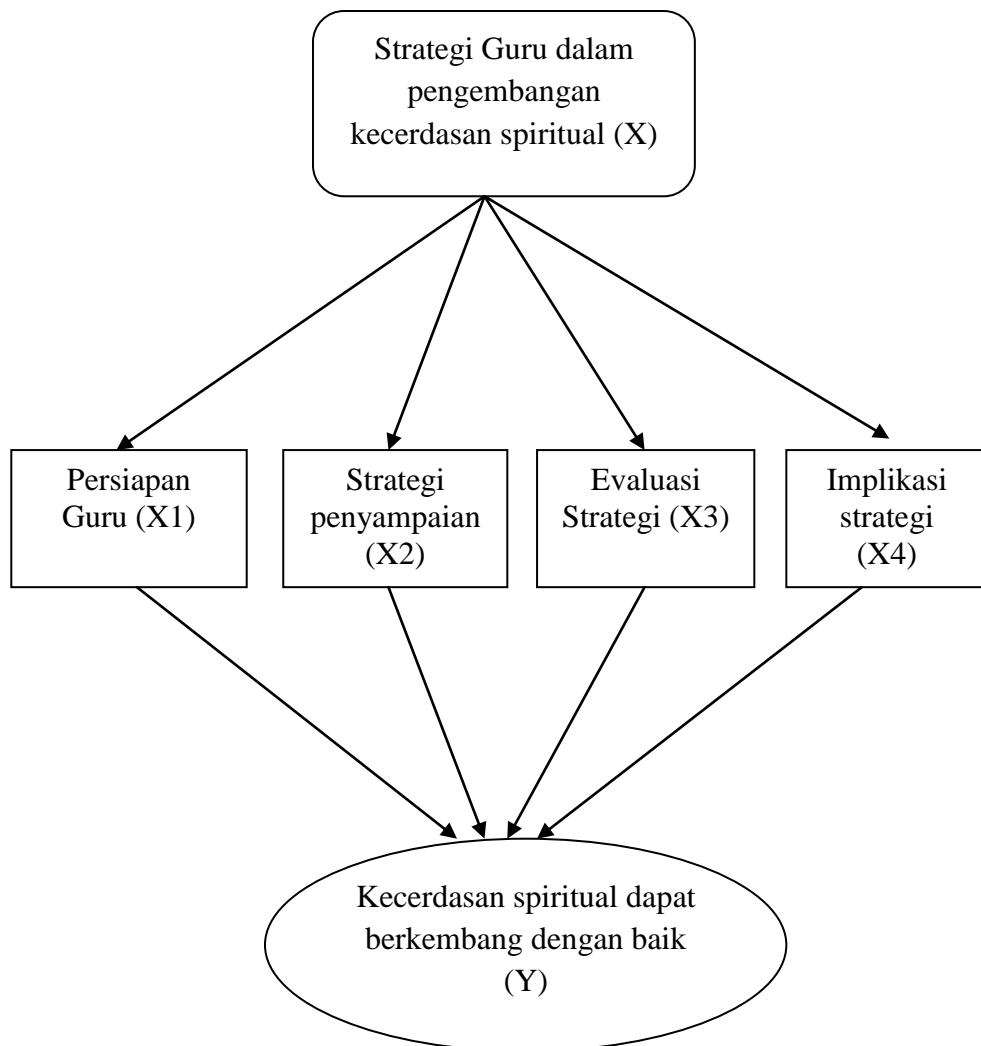 Strategi Guru dalam
pengembangan
kecerdasan spiritual (X)
Persiapan
Guru (X1)
Strategi
penyampaian
(X2)
Evaluasi
Strategi (X3)
Implikasi
strategi
(X4)
Kecerdasan spiritual dapat
berkembang dengan baik
(Y)